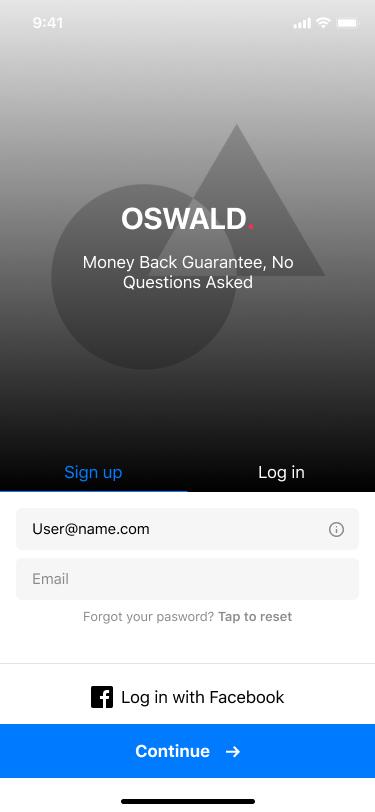 9:41
OSWALD.
Money Back Guarantee, No
Questions Asked
Sign up
Log in
User@name.com
Email
Forgot your pasword? Tap to reset
Log in with Facebook
Continue →